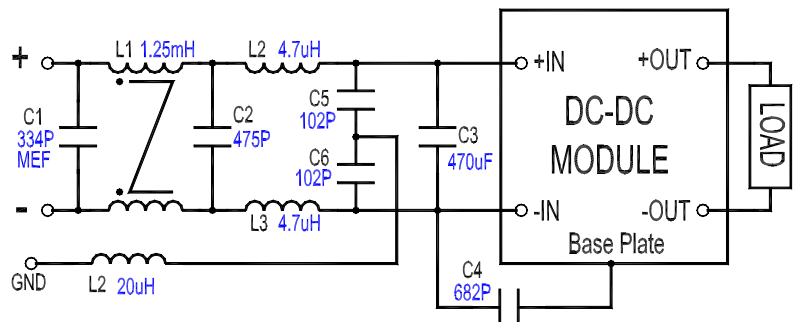 +
L1 1.25mH
L2 4.7uH
C1
334P
MEF
C2
475P
C5
102P
C6
102P
C3
470uF
+IN
+OUT
DC-DC
MODULE
LOAD
-
-IN
-OUT
L3 4.7uH
Base Plate
GND
L2 20uH
C4
682P